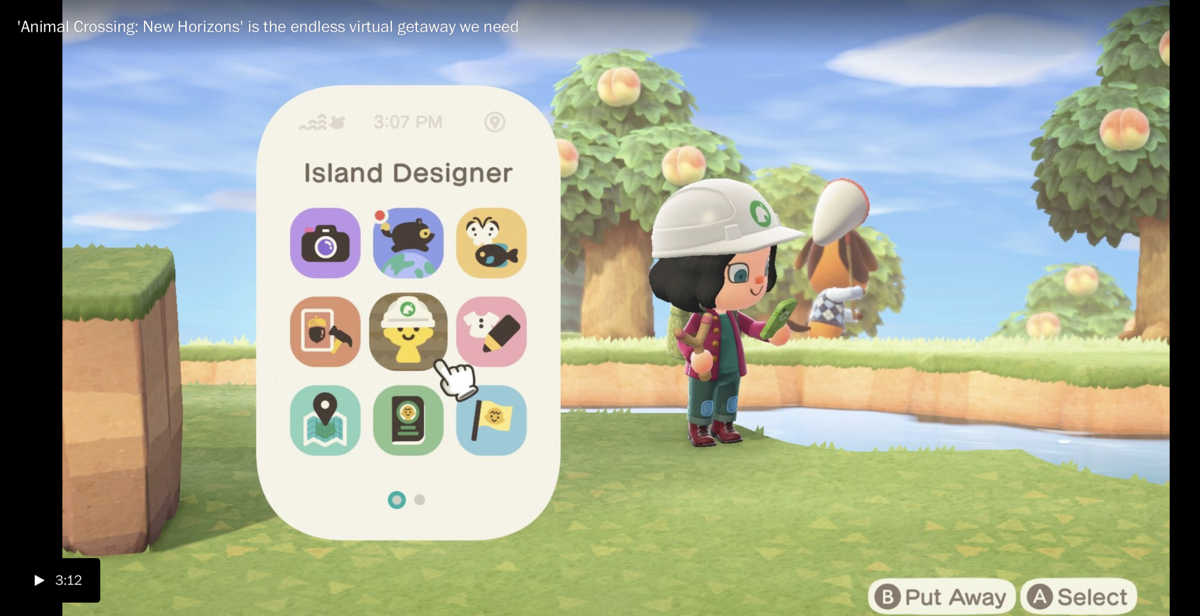 'Animal Crossing: New Horizons' is the endless virtual getaway we need
3:07 PM
Island Designer
3:12
B Put Away
A Select